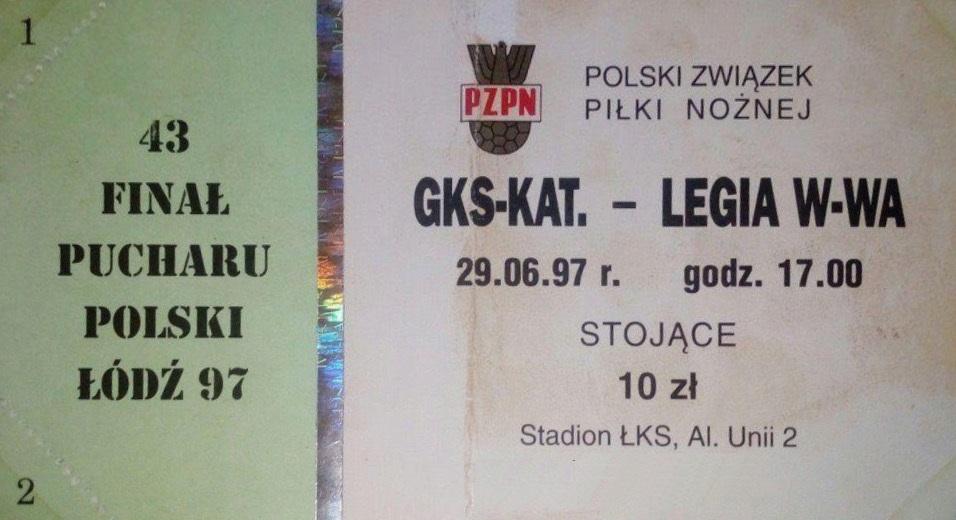 1
43
FINAŁ
PUCHARU
POLSKI
ŁÓDŹ 97
2
PZPN
POLSKI ZWIĄZEK
PIŁKI NOŻNEJ
GKS-KAT. – LEGIA W-WA
29.06.97 r. godz. 17.00
STOJĄCE
10 zł
Stadion ŁKS, Al. Unii 2